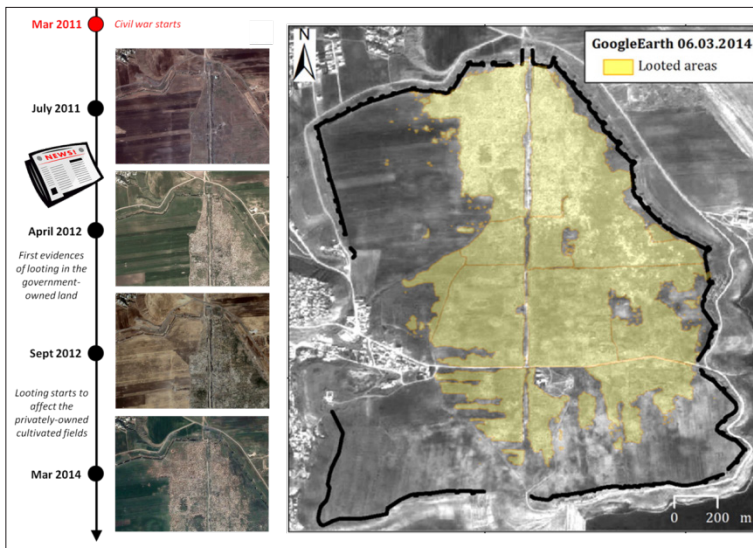 Mar 2011
Civil war starts
July 2011
NEWS!
April 2012
First evidences
of looting in the
government-
owned land
Sept 2012
Looting starts to
affect the
privately-owned
cultivated fields
Mar 2014
N
GoogleEarth 06.03.2014
Looted areas
0 200 m